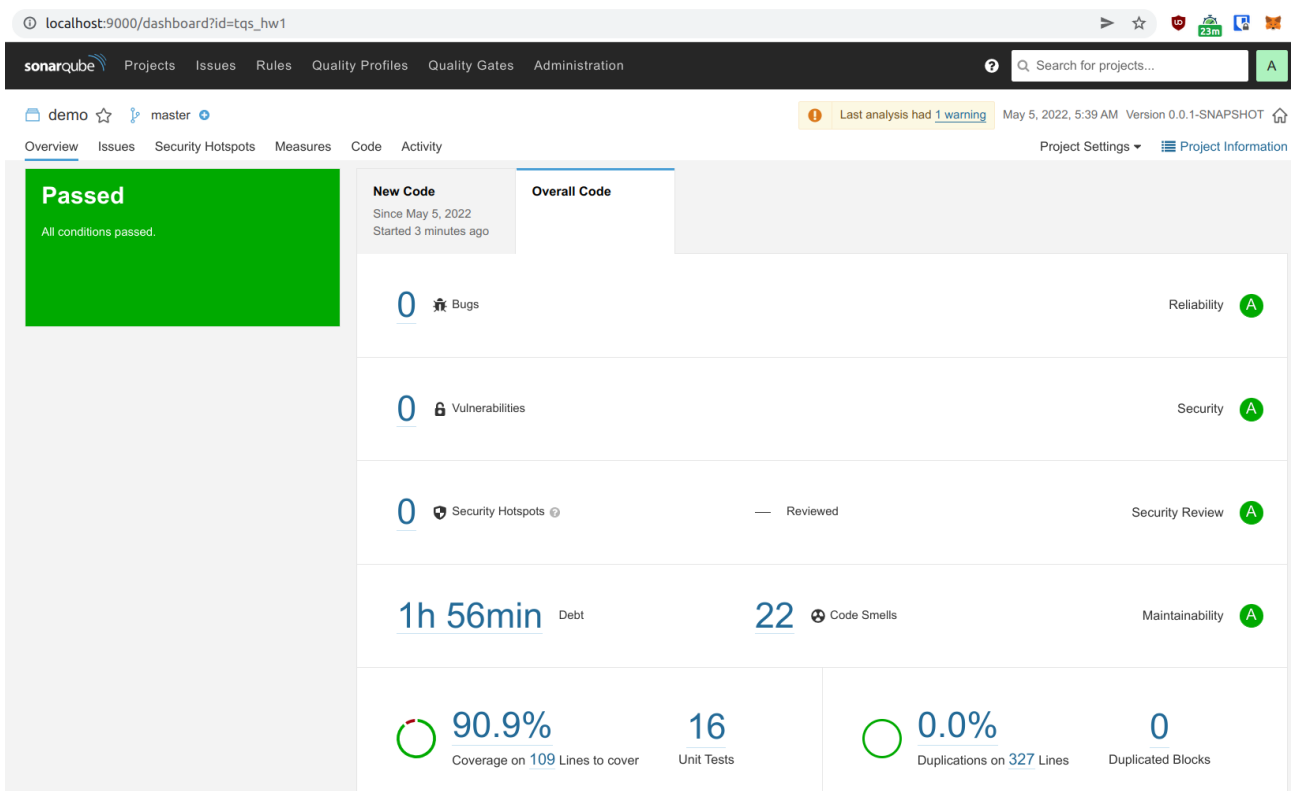 localhost:9000/dashboard?id=tqs_hw1
23m
sonarqube Projects Issues Rules Quality Profiles Quality Gates Administration ? Search for projects... A
demo master Last analysis had 1 warning May 5, 2022, 5:39 AM Version 0.0.1-SNAPSHOT
Overview Issues Security Hotspots Measures Code Activity Project Settings Project Information
Passed
All conditions passed.
New Code
Since May 5, 2022
Started 3 minutes ago
Overall Code
0 Bugs Reliability A
0 Vulnerabilities Security A
0 Security Hotspots ? — Reviewed Security Review A
1h 56min Debt 22 Code Smells Maintainability A
90.9% 16 0.0% 0
Coverage on 109 Lines to cover Unit Tests Duplications on 327 Lines Duplicated Blocks